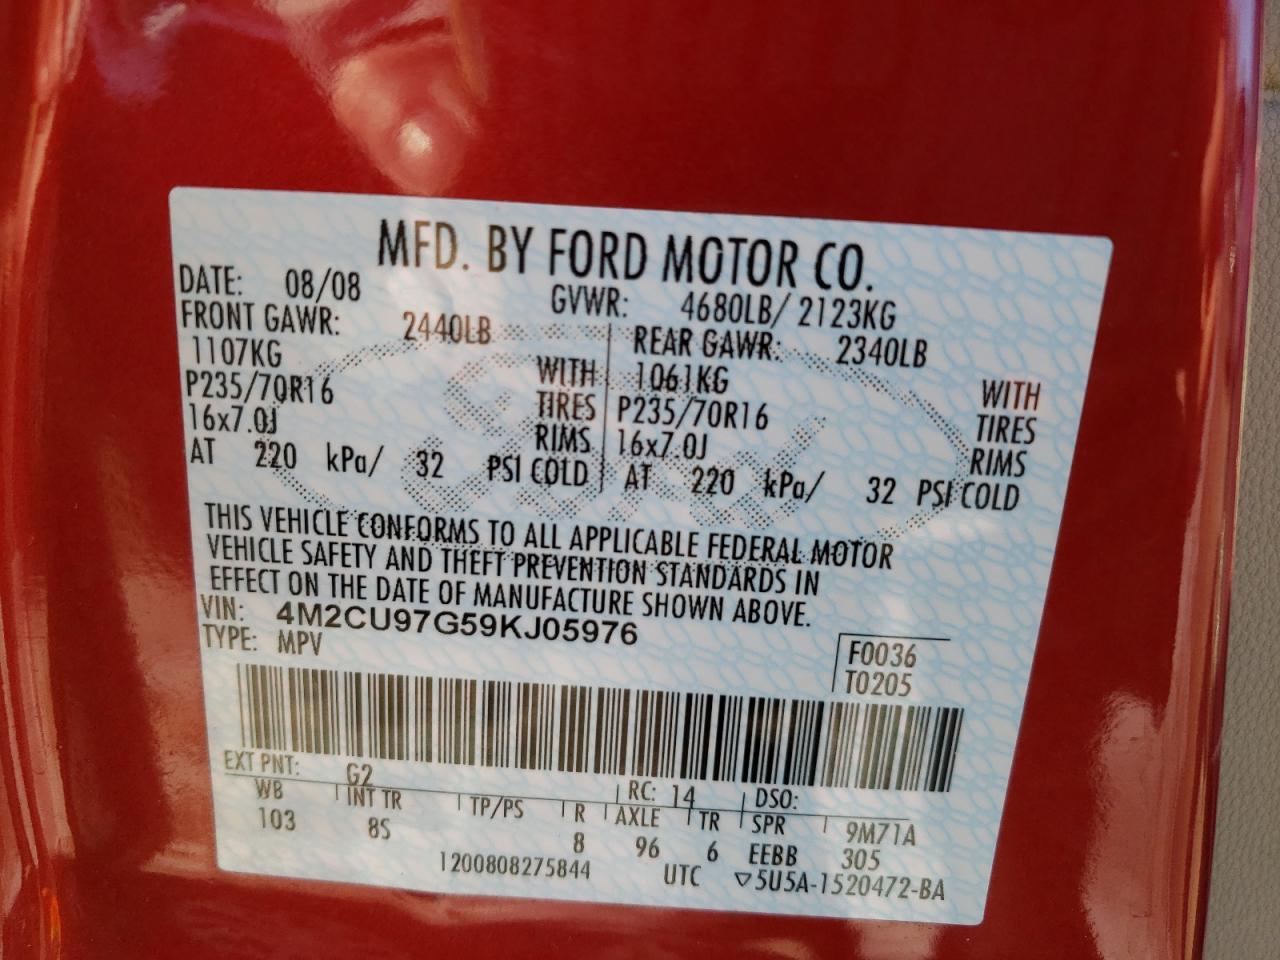 MFD. BY FORD MOTOR CO.
DATE: 08/08 GVWR: 4680LB/ 2123KG
FRONT GAWR: 2440LB REAR GAWR: 2340LB
1107KG WITH 1061KG WITH
P235/70R16 TIRES P235/70R16 TIRES
16x7.0J RIMS 16x7.0J RIMS
AT 220 kPa/ 32 PSI COLD AT 220 kPa/ 32 PSI COLD
THIS VEHICLE CONFORMS TO ALL APPLICABLE FEDERAL MOTOR
VEHICLE SAFETY AND THEFT PREVENTION STANDARDS IN
EFFECT ON THE DATE OF MANUFACTURE SHOWN ABOVE.
VIN: 4M2CU97G59KJ05976
TYPE: MPV
F0036
T0205
EXT PNT: G2 RC: 14 DSO:
WB INT TR TP/PS R AXLE TR SPR 9M71A
103 8S 8 96 6 EEBB 305
1200808275844 UTC ▽5U5A-1520472-BA